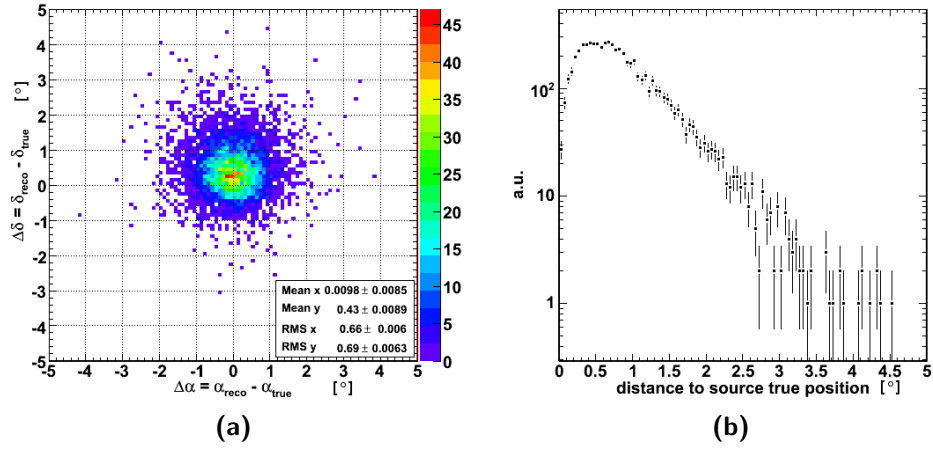 5
4
3
2
1
0
-1
-2
-3
-4
-5
Δδ = δreco - δtrue [°]
-5 -4 -3 -2 -1 0 1 2 3 4 5
Δα = αreco - αtrue [°]
Mean x 0.0098 ± 0.0085
Mean y 0.43 ± 0.0089
RMS x 0.66 ± 0.006
RMS y 0.69 ± 0.0063
45
40
35
30
25
20
15
10
5
0
(a)
a.u.
10²
10
1
0 0.5 1 1.5 2 2.5 3 3.5 4 4.5 5
distance to source true position [°]
(b)